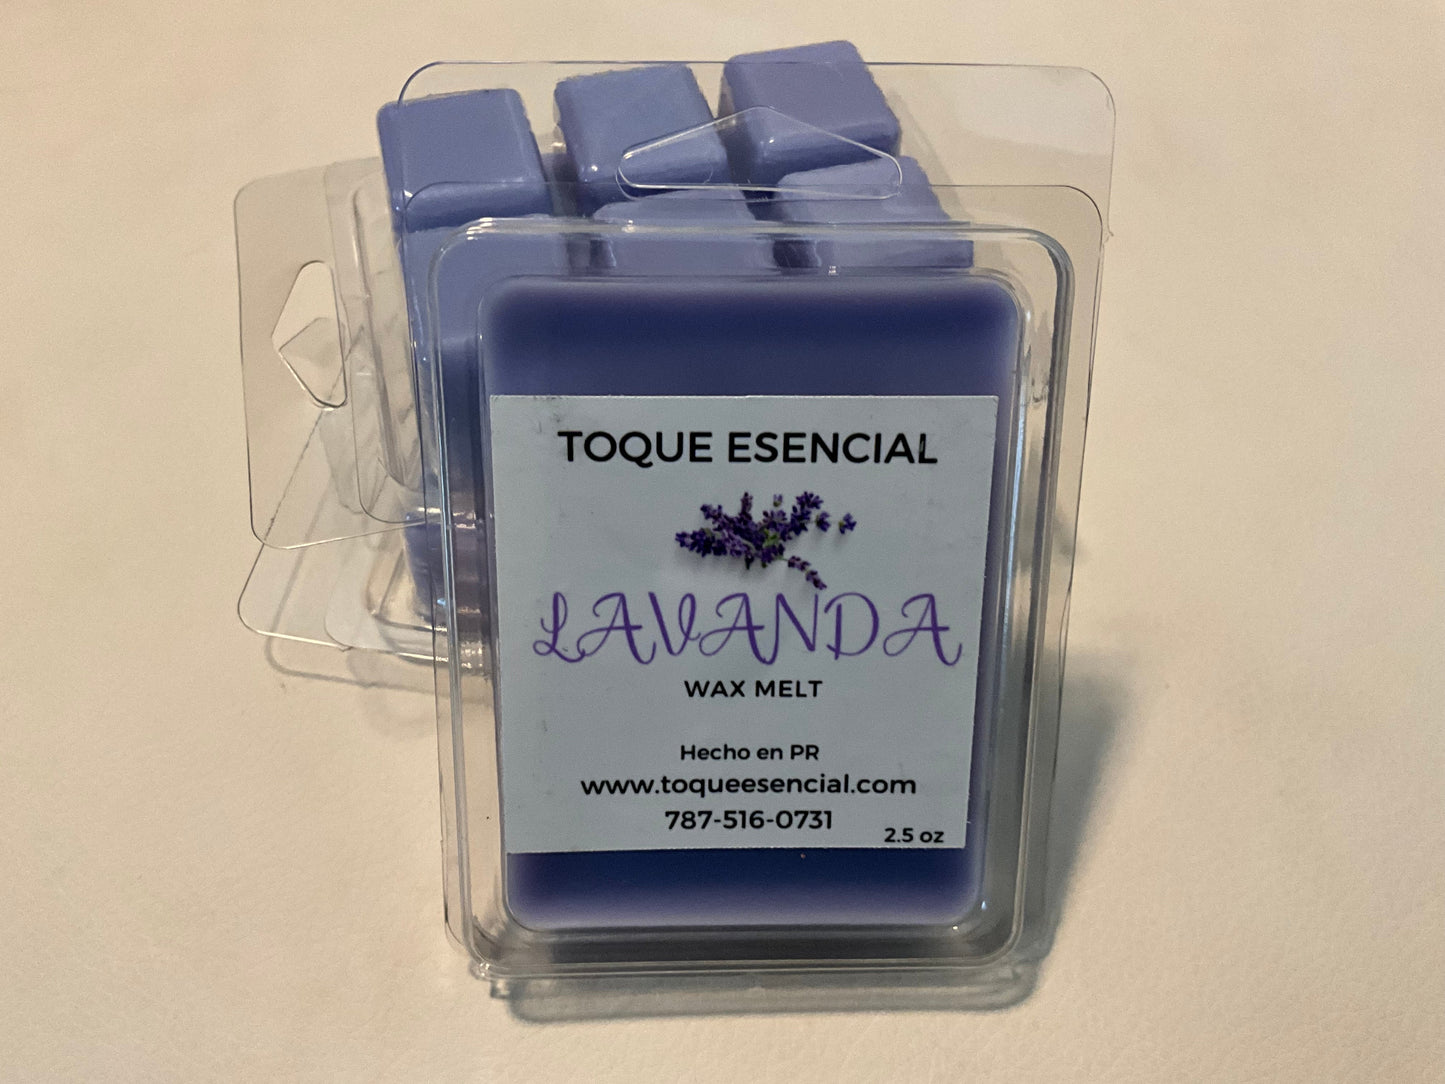 TOQUE ESENCIAL
LAVANDA
WAX MELT
Hecho en PR
www.toqueesencial.com
787-516-0731
2.5 oz